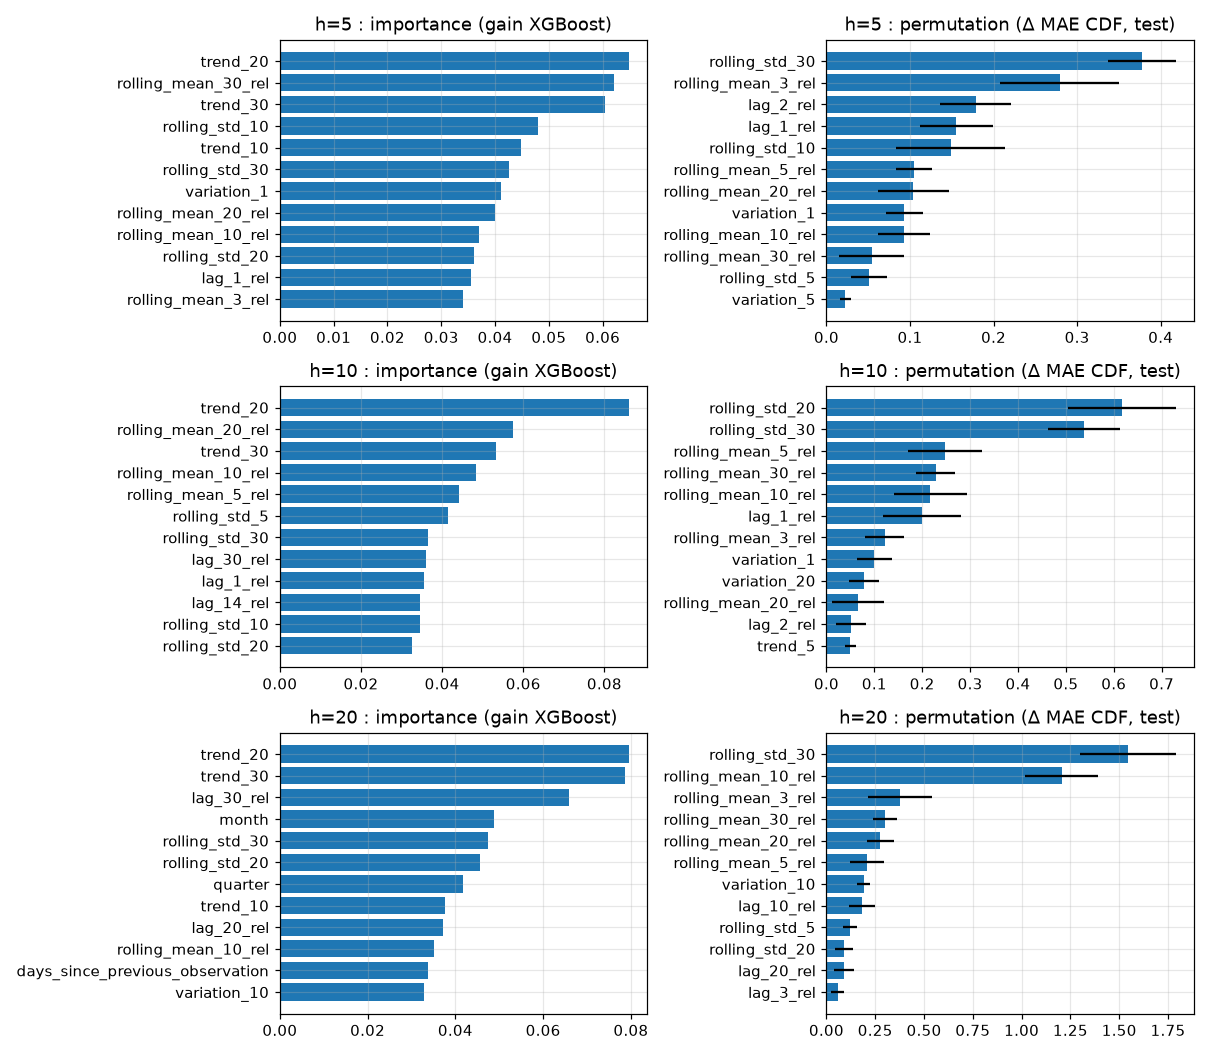 h=5 : importance (gain XGBoost)
trend_20
rolling_mean_30_rel
trend_30
rolling_std_10
trend_10
rolling_std_30
variation_1
rolling_mean_20_rel
rolling_mean_10_rel
rolling_std_20
lag_1_rel
rolling_mean_3_rel
0.00 0.01 0.02 0.03 0.04 0.05 0.06
h=5 : permutation (Δ MAE CDF, test)
rolling_std_30
rolling_mean_3_rel
lag_2_rel
lag_1_rel
rolling_std_10
rolling_mean_5_rel
rolling_mean_20_rel
variation_1
rolling_mean_10_rel
rolling_mean_30_rel
rolling_std_5
variation_5
0.0 0.1 0.2 0.3 0.4
h=10 : importance (gain XGBoost)
trend_20
rolling_mean_20_rel
trend_30
rolling_mean_10_rel
rolling_mean_5_rel
rolling_std_5
rolling_std_30
lag_30_rel
lag_1_rel
lag_14_rel
rolling_std_10
rolling_std_20
0.00 0.02 0.04 0.06 0.08
h=10 : permutation (Δ MAE CDF, test)
rolling_std_20
rolling_std_30
rolling_mean_5_rel
rolling_mean_30_rel
rolling_mean_10_rel
lag_1_rel
rolling_mean_3_rel
variation_1
variation_20
rolling_mean_20_rel
lag_2_rel
trend_5
0.0 0.1 0.2 0.3 0.4 0.5 0.6 0.7
h=20 : importance (gain XGBoost)
trend_20
trend_30
lag_30_rel
month
rolling_std_30
rolling_std_20
quarter
trend_10
lag_20_rel
rolling_mean_10_rel
days_since_previous_observation
variation_10
0.00 0.02 0.04 0.06 0.08
h=20 : permutation (Δ MAE CDF, test)
rolling_std_30
rolling_mean_10_rel
rolling_mean_3_rel
rolling_mean_30_rel
rolling_mean_20_rel
rolling_mean_5_rel
variation_10
lag_10_rel
rolling_std_5
rolling_std_20
lag_20_rel
lag_3_rel
0.00 0.25 0.50 0.75 1.00 1.25 1.50 1.75